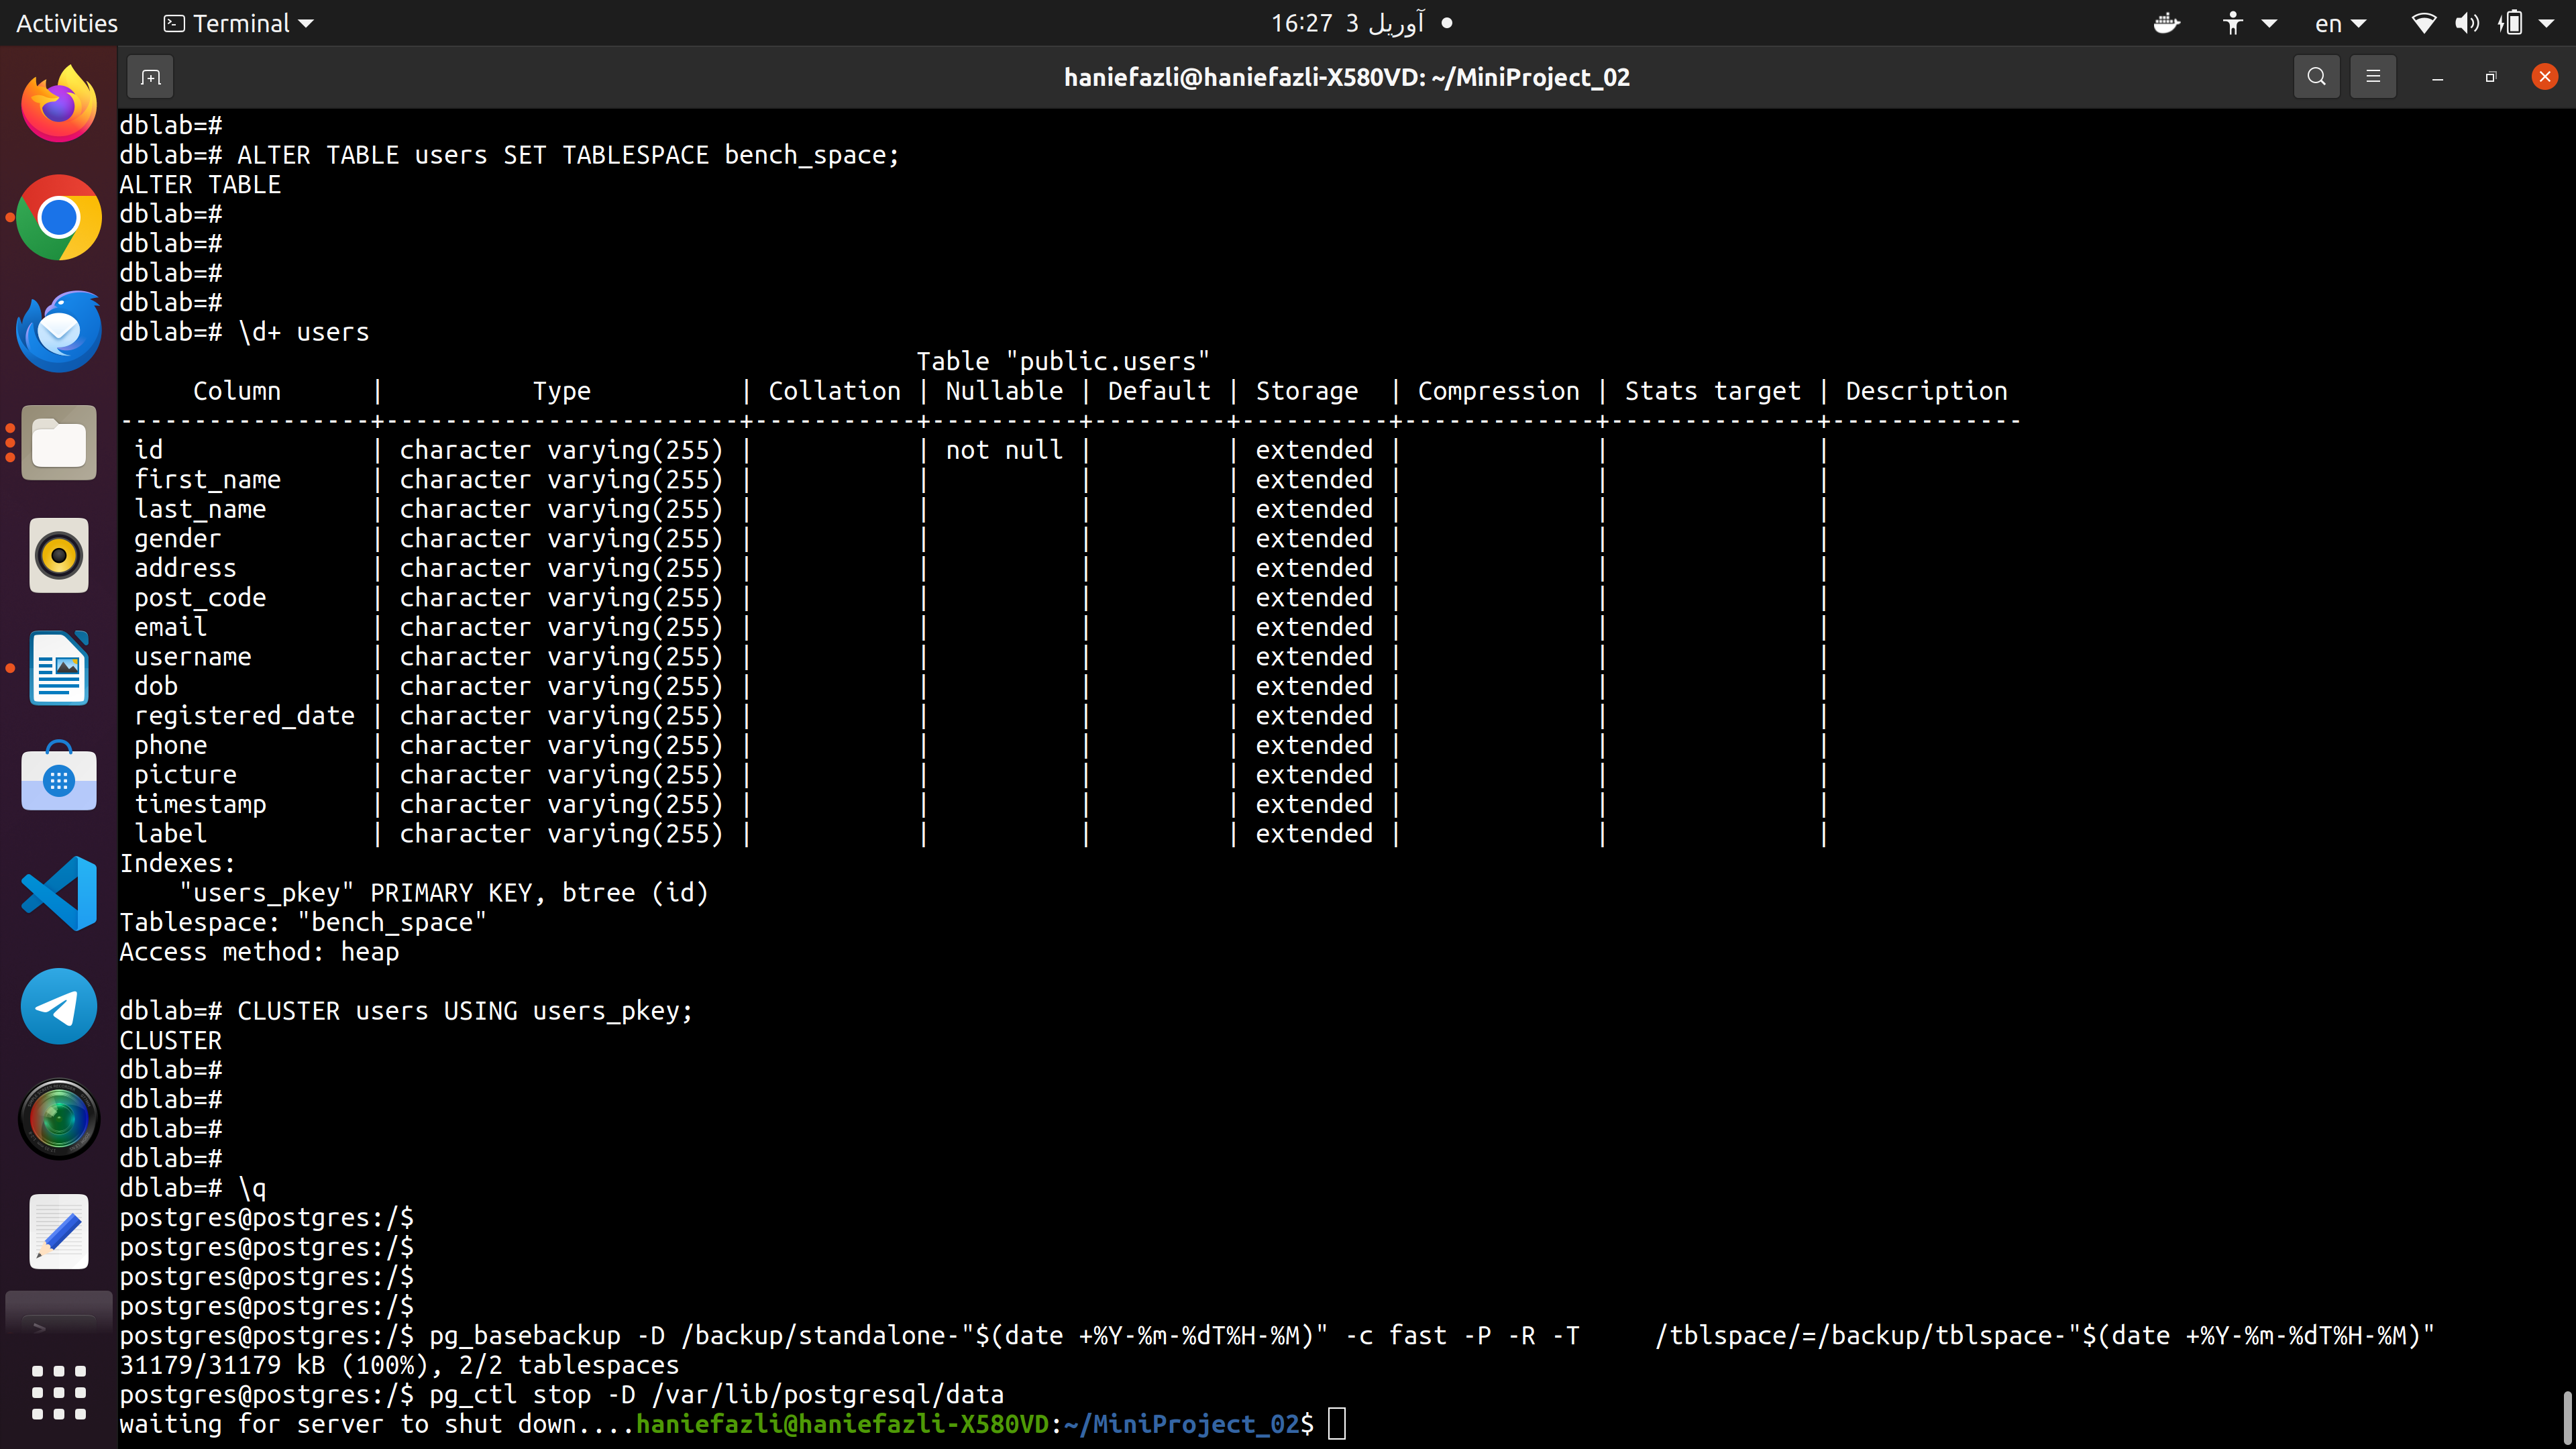 Activities Terminal 16:27 3 آوریل en
haniefazli@haniefazli-X580VD: ~/MiniProject_02
dblab=#
dblab=# ALTER TABLE users SET TABLESPACE bench_space;
ALTER TABLE
dblab=#
dblab=#
dblab=#
dblab=#
dblab=# \d+ users
Table "public.users"
Column | Type | Collation | Nullable | Default | Storage | Compression | Stats target | Description
-----------------+------------------------+-----------+----------+---------+----------+-------------+--------------+-------------
id | character varying(255) | | not null | | extended | | |
first_name | character varying(255) | | | | extended | | |
last_name | character varying(255) | | | | extended | | |
gender | character varying(255) | | | | extended | | |
address | character varying(255) | | | | extended | | |
post_code | character varying(255) | | | | extended | | |
email | character varying(255) | | | | extended | | |
username | character varying(255) | | | | extended | | |
dob | character varying(255) | | | | extended | | |
registered_date | character varying(255) | | | | extended | | |
phone | character varying(255) | | | | extended | | |
picture | character varying(255) | | | | extended | | |
timestamp | character varying(255) | | | | extended | | |
label | character varying(255) | | | | extended | | |
Indexes:
"users_pkey" PRIMARY KEY, btree (id)
Tablespace: "bench_space"
Access method: heap
dblab=# CLUSTER users USING users_pkey;
CLUSTER
dblab=#
dblab=#
dblab=#
dblab=#
dblab=# \q
postgres@postgres:/$
postgres@postgres:/$
postgres@postgres:/$
postgres@postgres:/$
postgres@postgres:/$ pg_basebackup -D /backup/standalone-"$(date +%Y-%m-%dT%H-%M)" -c fast -P -R -T /tblspace/=/backup/tblspace-"$(date +%Y-%m-%dT%H-%M)"
31179/31179 kB (100%), 2/2 tablespaces
postgres@postgres:/$ pg_ctl stop -D /var/lib/postgresql/data
waiting for server to shut down....haniefazli@haniefazli-X580VD:~/MiniProject_02$